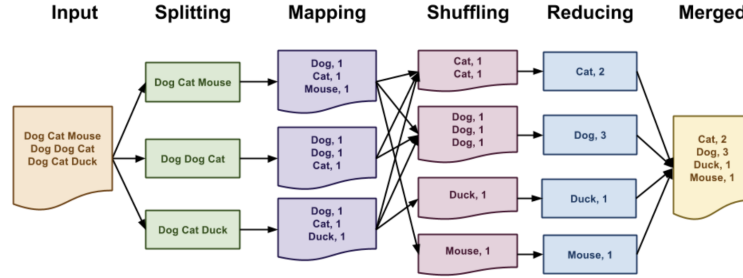 Input
Splitting
Mapping
Shuffling
Reducing
Merged
Dog Cat Mouse
Dog Dog Cat
Dog Cat Duck
Dog Cat Mouse
Dog Dog Cat
Dog Cat Duck
Dog, 1
Cat, 1
Mouse, 1
Dog, 1
Dog, 1
Cat, 1
Dog, 1
Cat, 1
Duck, 1
Cat, 1
Cat, 1
Dog, 1
Dog, 1
Dog, 1
Duck, 1
Mouse, 1
Cat, 2
Dog, 3
Duck, 1
Mouse, 1
Cat, 2
Dog, 3
Duck, 1
Mouse, 1